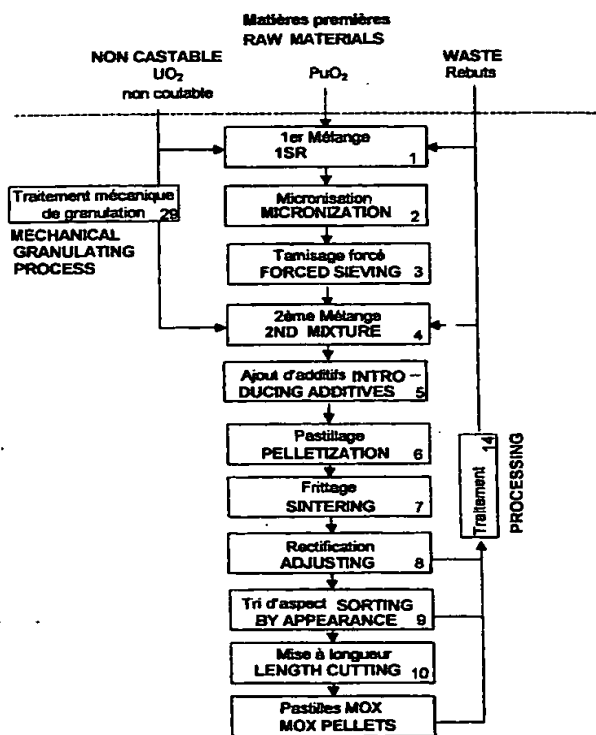 Matières premières
RAW MATERIALS
NON CASTABLE
UO2
non coulable
PuO2
WASTE
Rebuts
1er Mélange
1SR 1
Traitement mécanique
de granulation 29
MECHANICAL
GRANULATING
PROCESS
Micronisation
MICRONIZATION 2
Tamisage forcé
FORCED SIEVING 3
2ème Mélange
2ND MIXTURE 4
Ajout d'additifs INTRO-
DUCING ADDITIVES 5
Pastillage
PELLETIZATION 6
Traitement 14
PROCESSING
Frittage
SINTERING 7
Rectification
ADJUSTING 8
Tri d'aspect SORTING
BY APPEARANCE 9
Mise à longueur
LENGTH CUTTING 10
Pastilles MOX
MOX PELLETS